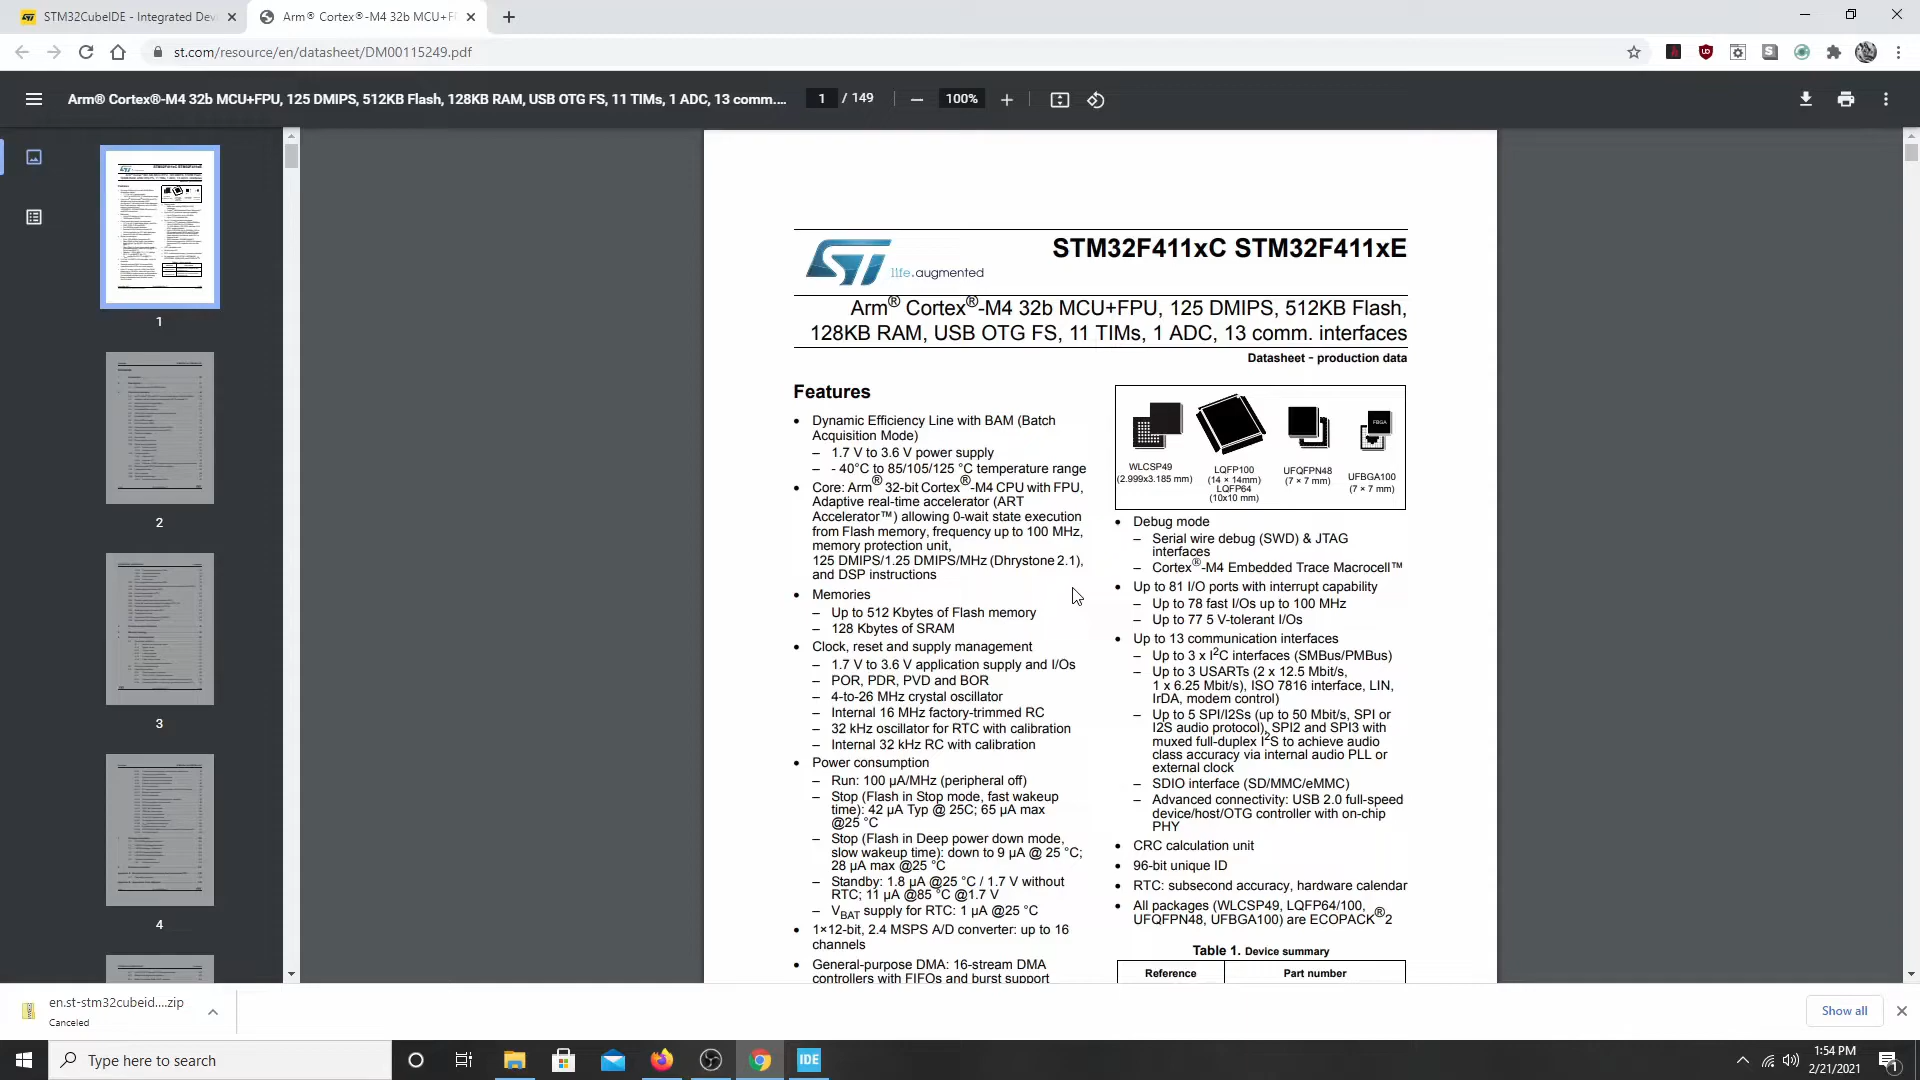 STM32CubeIDE - Integrated Dev
Arm® Cortex®-M4 32b MCU+F
st.com/resource/en/datasheet/DM00115249.pdf
Arm® Cortex®-M4 32b MCU+FPU, 125 DMIPS, 512KB Flash, 128KB RAM, USB OTG FS, 11 TIMs, 1 ADC, 13 comm....
1 / 149
100%
1
2
3
4
ST life.augmented
STM32F411xC STM32F411xE
Arm® Cortex®-M4 32b MCU+FPU, 125 DMIPS, 512KB Flash,
128KB RAM, USB OTG FS, 11 TIMs, 1 ADC, 13 comm. interfaces
Datasheet - production data
Features
• Dynamic Efficiency Line with BAM (Batch
Acquisition Mode)
– 1.7 V to 3.6 V power supply
– - 40°C to 85/105/125 °C temperature range
• Core: Arm® 32-bit Cortex®-M4 CPU with FPU,
Adaptive real-time accelerator (ART
Accelerator™) allowing 0-wait state execution
from Flash memory, frequency up to 100 MHz,
memory protection unit,
125 DMIPS/1.25 DMIPS/MHz (Dhrystone 2.1),
and DSP instructions
• Memories
– Up to 512 Kbytes of Flash memory
– 128 Kbytes of SRAM
• Clock, reset and supply management
– 1.7 V to 3.6 V application supply and I/Os
– POR, PDR, PVD and BOR
– 4-to-26 MHz crystal oscillator
– Internal 16 MHz factory-trimmed RC
– 32 kHz oscillator for RTC with calibration
– Internal 32 kHz RC with calibration
• Power consumption
– Run: 100 µA/MHz (peripheral off)
– Stop (Flash in Stop mode, fast wakeup
time): 42 µA Typ @ 25C; 65 µA max
@25 °C
– Stop (Flash in Deep power down mode,
slow wakeup time): down to 9 µA @ 25 °C;
28 µA max @25 °C
– Standby: 1.8 µA @25 °C / 1.7 V without
RTC; 11 µA @85 °C @1.7 V
– VBAT supply for RTC: 1 µA @25 °C
• 1×12-bit, 2.4 MSPS A/D converter: up to 16
channels
• General-purpose DMA: 16-stream DMA
controllers with FIFOs and burst support
FBGA
WLCSP49
(2.999x3.185 mm)
LQFP100
(14 × 14mm)
LQFP64
(10x10 mm)
UFQFPN48
(7 × 7 mm)
UFBGA100
(7 × 7 mm)
• Debug mode
– Serial wire debug (SWD) & JTAG
interfaces
– Cortex®-M4 Embedded Trace Macrocell™
• Up to 81 I/O ports with interrupt capability
– Up to 78 fast I/Os up to 100 MHz
– Up to 77 5 V-tolerant I/Os
• Up to 13 communication interfaces
– Up to 3 x I2C interfaces (SMBus/PMBus)
– Up to 3 USARTs (2 x 12.5 Mbit/s,
1 x 6.25 Mbit/s), ISO 7816 interface, LIN,
IrDA, modem control)
– Up to 5 SPI/I2Ss (up to 50 Mbit/s, SPI or
I2S audio protocol), SPI2 and SPI3 with
muxed full-duplex I2S to achieve audio
class accuracy via internal audio PLL or
external clock
– SDIO interface (SD/MMC/eMMC)
– Advanced connectivity: USB 2.0 full-speed
device/host/OTG controller with on-chip
PHY
• CRC calculation unit
• 96-bit unique ID
• RTC: subsecond accuracy, hardware calendar
• All packages (WLCSP49, LQFP64/100,
UFQFPN48, UFBGA100) are ECOPACK®2
Table 1. Device summary
Reference Part number
en.st-stm32cubeid....zip
Canceled
Show all
Type here to search
IDE
1:54 PM
2/21/2021
1